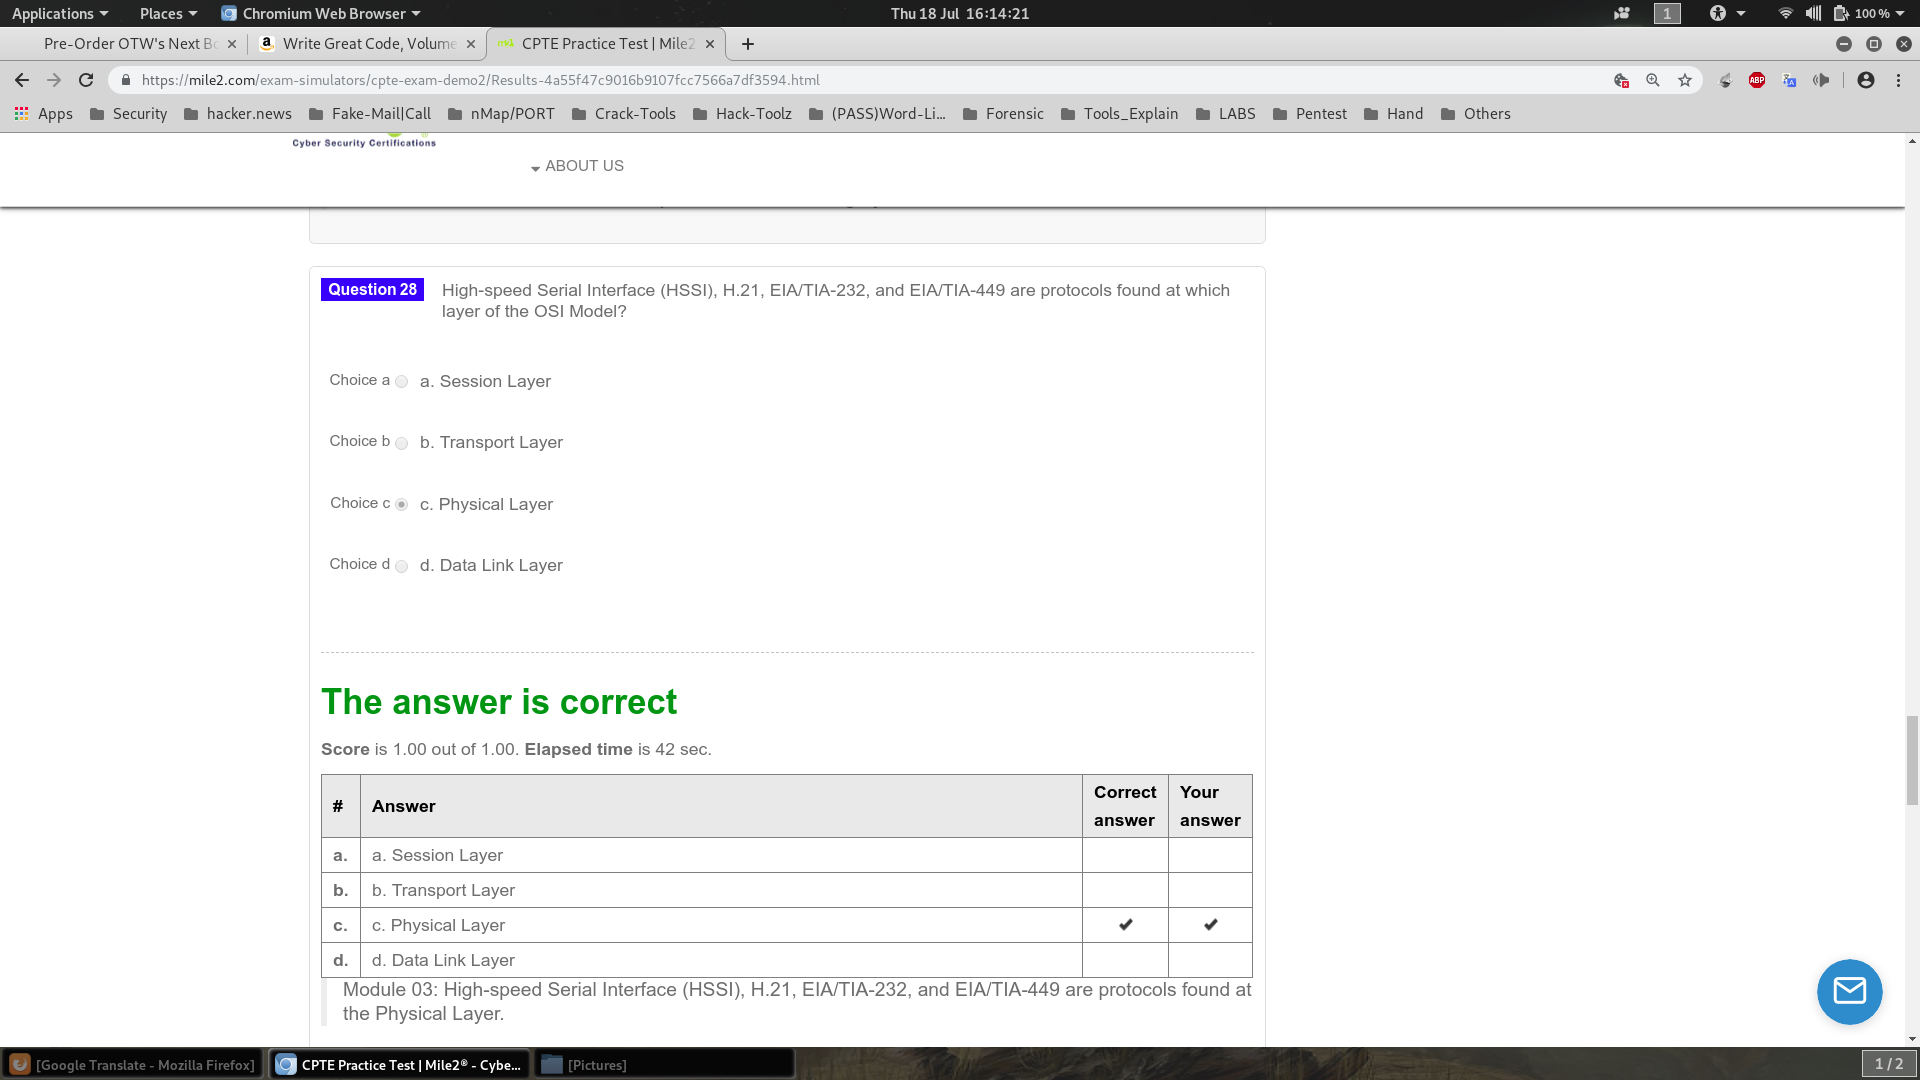 Applications Places Chromium Web Browser Thu 18 Jul 16:14:21 1 100 %
Pre-Order OTW's Next Bo Write Great Code, Volume CPTE Practice Test | Mile2
https://mile2.com/exam-simulators/cpte-exam-demo2/Results-4a55f47c9016b9107fcc7566a7df3594.html ABP
Apps Security hacker.news Fake-Mail|Call nMap/PORT Crack-Tools Hack-Toolz (PASS)Word-Li... Forensic Tools_Explain LABS Pentest Hand Others
Cyber Security Certifications
ABOUT US
Question 28 High-speed Serial Interface (HSSI), H.21, EIA/TIA-232, and EIA/TIA-449 are protocols found at which
layer of the OSI Model?
Choice a a. Session Layer
Choice b b. Transport Layer
Choice c c. Physical Layer
Choice d d. Data Link Layer
The answer is correct
Score is 1.00 out of 1.00. Elapsed time is 42 sec.
# Answer Correct answer Your answer
a. a. Session Layer
b. b. Transport Layer
c. c. Physical Layer ✔ ✔
d. d. Data Link Layer
Module 03: High-speed Serial Interface (HSSI), H.21, EIA/TIA-232, and EIA/TIA-449 are protocols found at
the Physical Layer.
[Google Translate - Mozilla Firefox] CPTE Practice Test | Mile2® - Cybe... [Pictures] 1 / 2